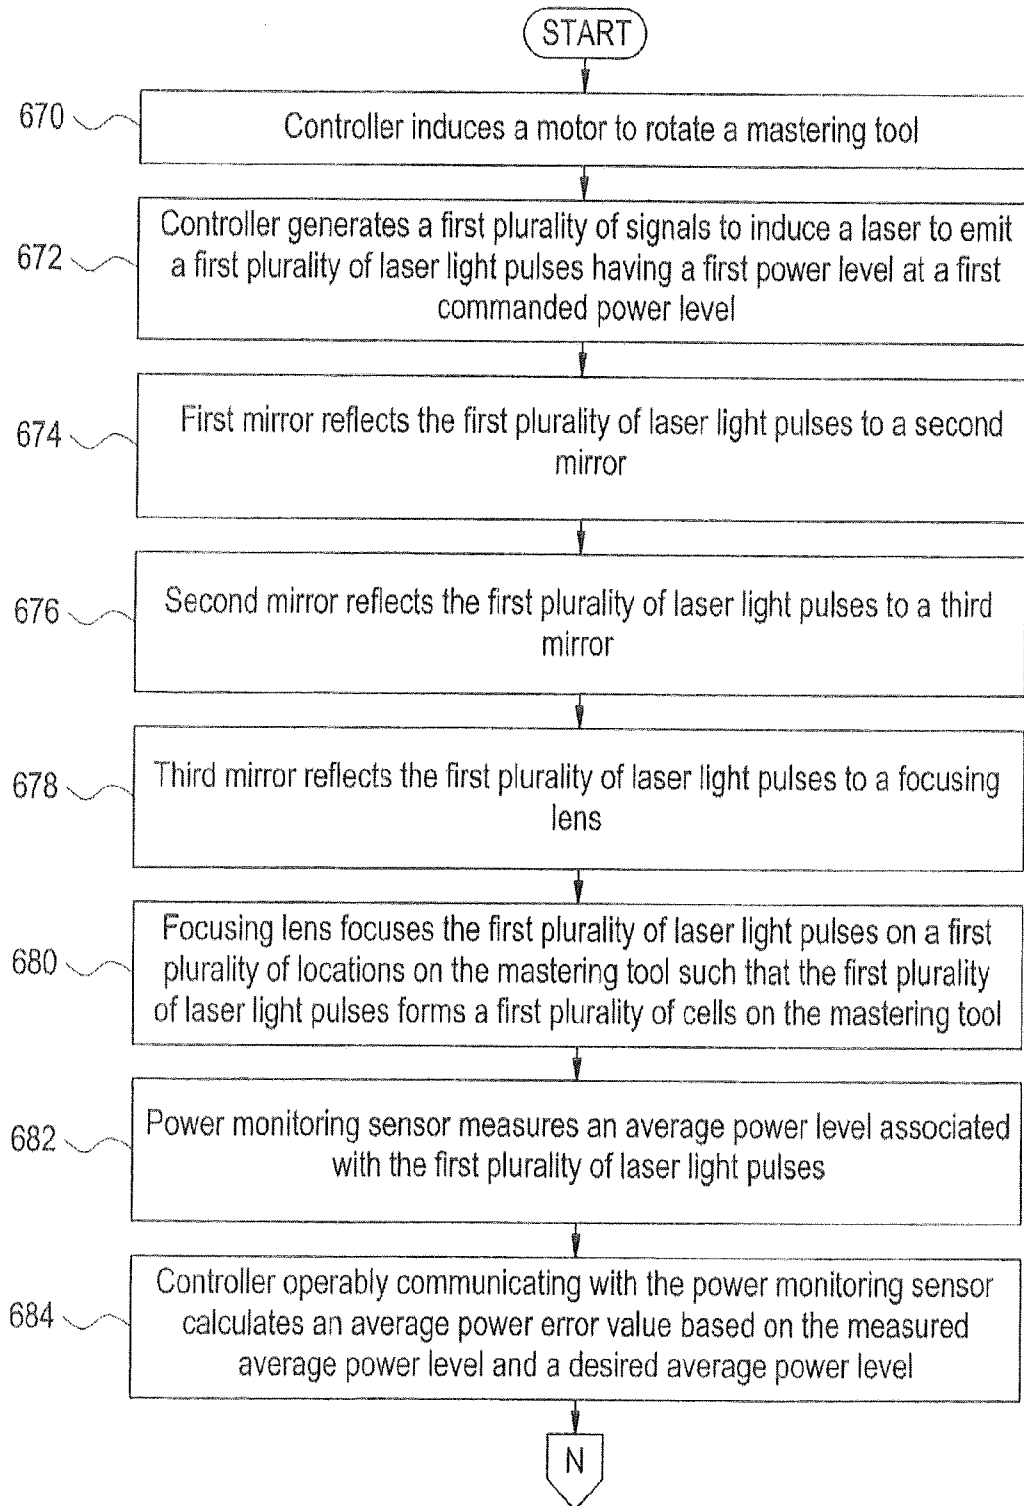 START
670
Controller induces a motor to rotate a mastering tool
672
Controller generates a first plurality of signals to induce a laser to emit
a first plurality of laser light pulses having a first power level at a first
commanded power level
674
First mirror reflects the first plurality of laser light pulses to a second
mirror
676
Second mirror reflects the first plurality of laser light pulses to a third
mirror
678
Third mirror reflects the first plurality of laser light pulses to a focusing
lens
680
Focusing lens focuses the first plurality of laser light pulses on a first
plurality of locations on the mastering tool such that the first plurality
of laser light pulses forms a first plurality of cells on the mastering tool
682
Power monitoring sensor measures an average power level associated
with the first plurality of laser light pulses
684
Controller operably communicating with the power monitoring sensor
calculates an average power error value based on the measured
average power level and a desired average power level
N